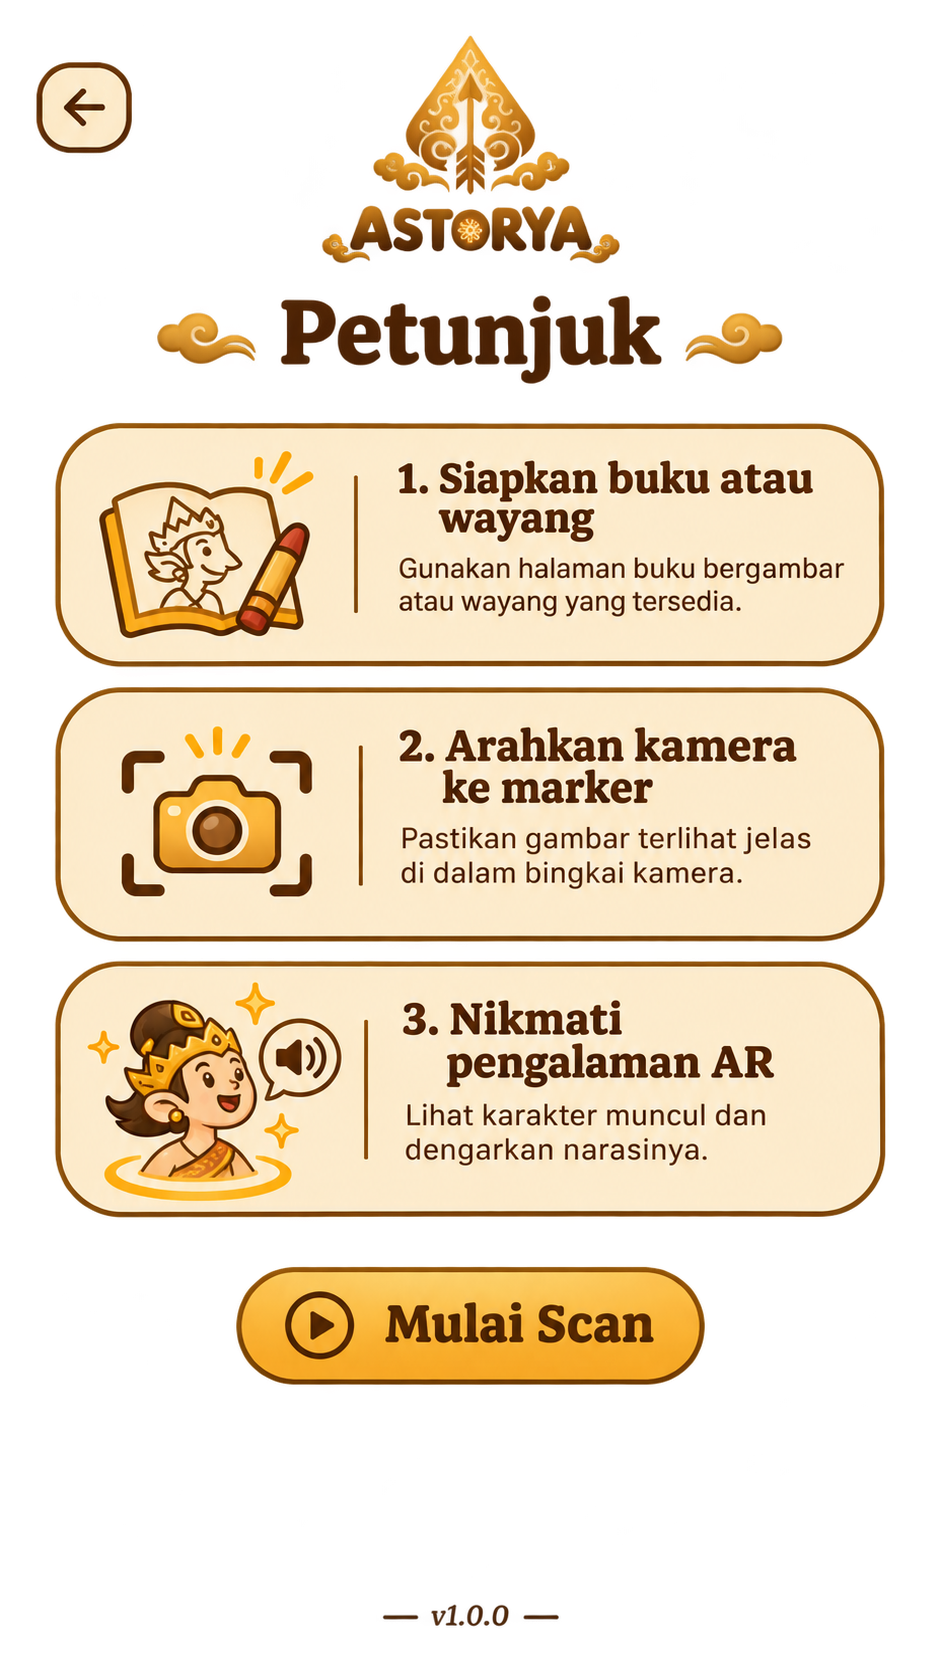 ASTORYA
Petunjuk
1. Siapkan buku atau
wayang
Gunakan halaman buku bergambar
atau wayang yang tersedia.
2. Arahkan kamera
ke marker
Pastikan gambar terlihat jelas
di dalam bingkai kamera.
3. Nikmati
pengalaman AR
Lihat karakter muncul dan
dengarkan narasinya.
Mulai Scan
— v1.0.0 —